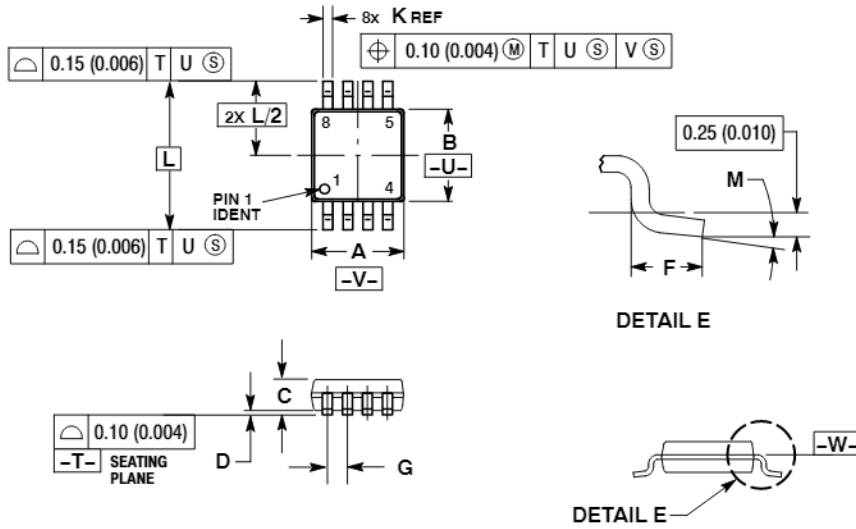 8x K REF
0.15 (0.006) T U Ⓢ
0.10 (0.004) Ⓜ T U Ⓢ V Ⓢ
2X L/2
8 5
B
-U-
L
PIN 1
IDENT
1 4
0.15 (0.006) T U Ⓢ
A
-V-
0.25 (0.010)
M
F
DETAIL E
C
0.10 (0.004)
-T- SEATING
PLANE
D
G
-W-
DETAIL E